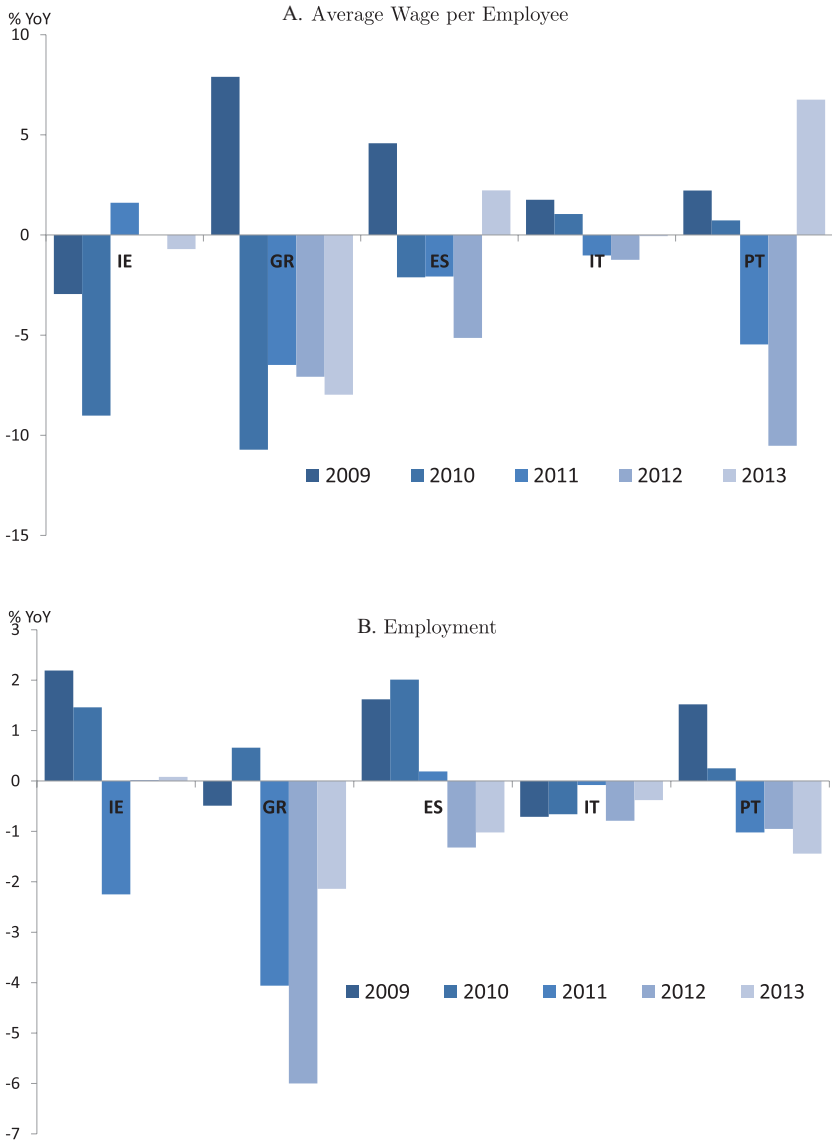 A. Average Wage per Employee
% YoY
10
5
0
IE GR ES IT PT
-5
-10
2009 2010 2011 2012 2013
-15
% YoY
B. Employment
3
2
1
0
IE GR ES IT PT
-1
-2
-3
-4
2009 2010 2011 2012 2013
-5
-6
-7